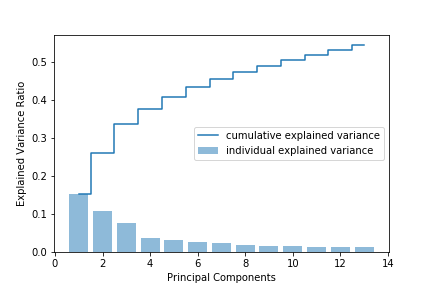 Explained Variance Ratio
0.5
0.4
0.3
0.2
0.1
0.0
cumulative explained variance
individual explained variance
0 2 4 6 8 10 12 14
Principal Components